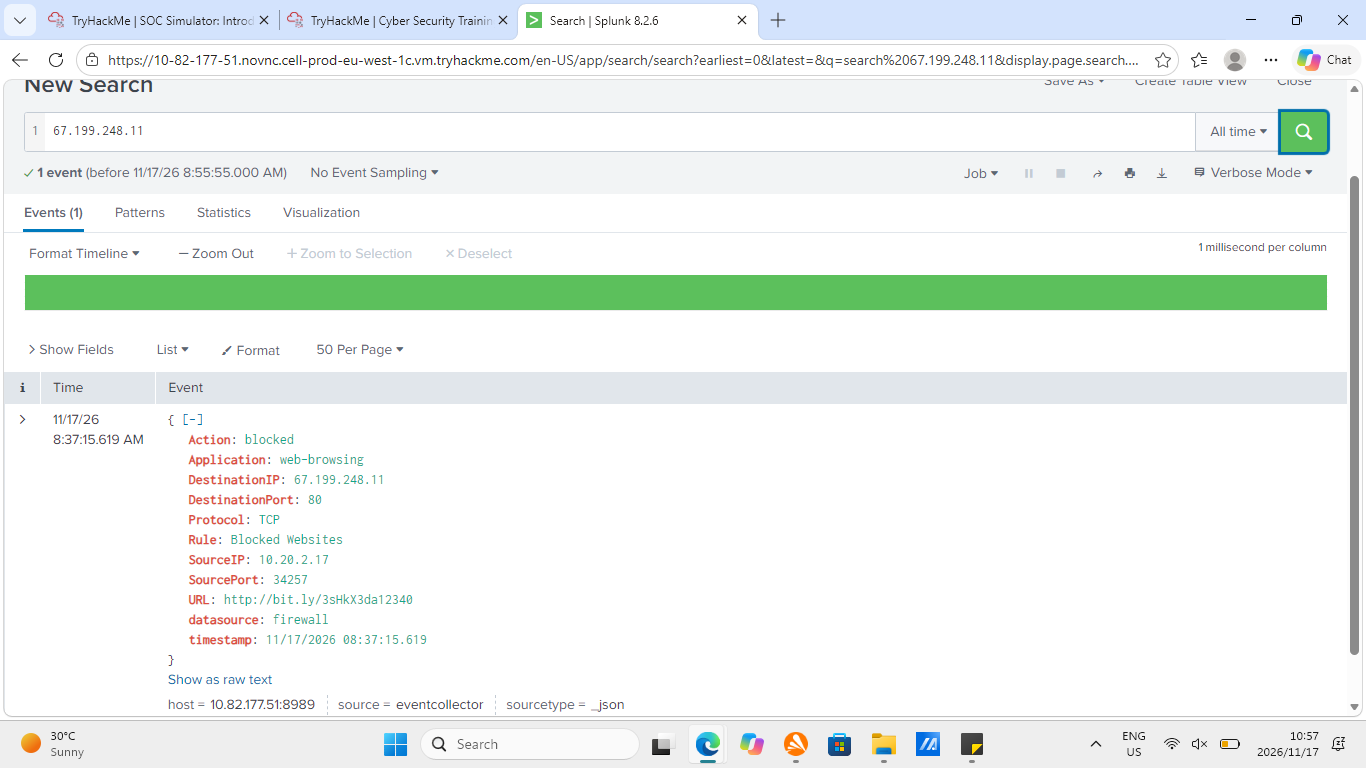 TryHackMe | SOC Simulator: Introd
TryHackMe | Cyber Security Trainin
Search | Splunk 8.2.6
https://10-82-177-51.novnc.cell-prod-eu-west-1c.vm.tryhackme.com/en-US/app/search/search?earliest=0&latest=&q=search%2067.199.248.11&display.page.search....
Chat
New Search
Save As
Create Table View
Close
1
67.199.248.11
All time
1 event (before 11/17/26 8:55:55.000 AM)
No Event Sampling
Job
Verbose Mode
Events (1)
Patterns
Statistics
Visualization
Format Timeline
— Zoom Out
+ Zoom to Selection
× Deselect
1 millisecond per column
> Show Fields
List
Format
50 Per Page
i
Time
Event
11/17/26
8:37:15.619 AM
{ [-]
Action: blocked
Application: web-browsing
DestinationIP: 67.199.248.11
DestinationPort: 80
Protocol: TCP
Rule: Blocked Websites
SourceIP: 10.20.2.17
SourcePort: 34257
URL: http://bit.ly/3sHkX3da12340
datasource: firewall
timestamp: 11/17/2026 08:37:15.619
}
Show as raw text
host = 10.82.177.51:8989
source = eventcollector
sourcetype = _json
30°C
Sunny
Search
ENG
US
10:57
2026/11/17